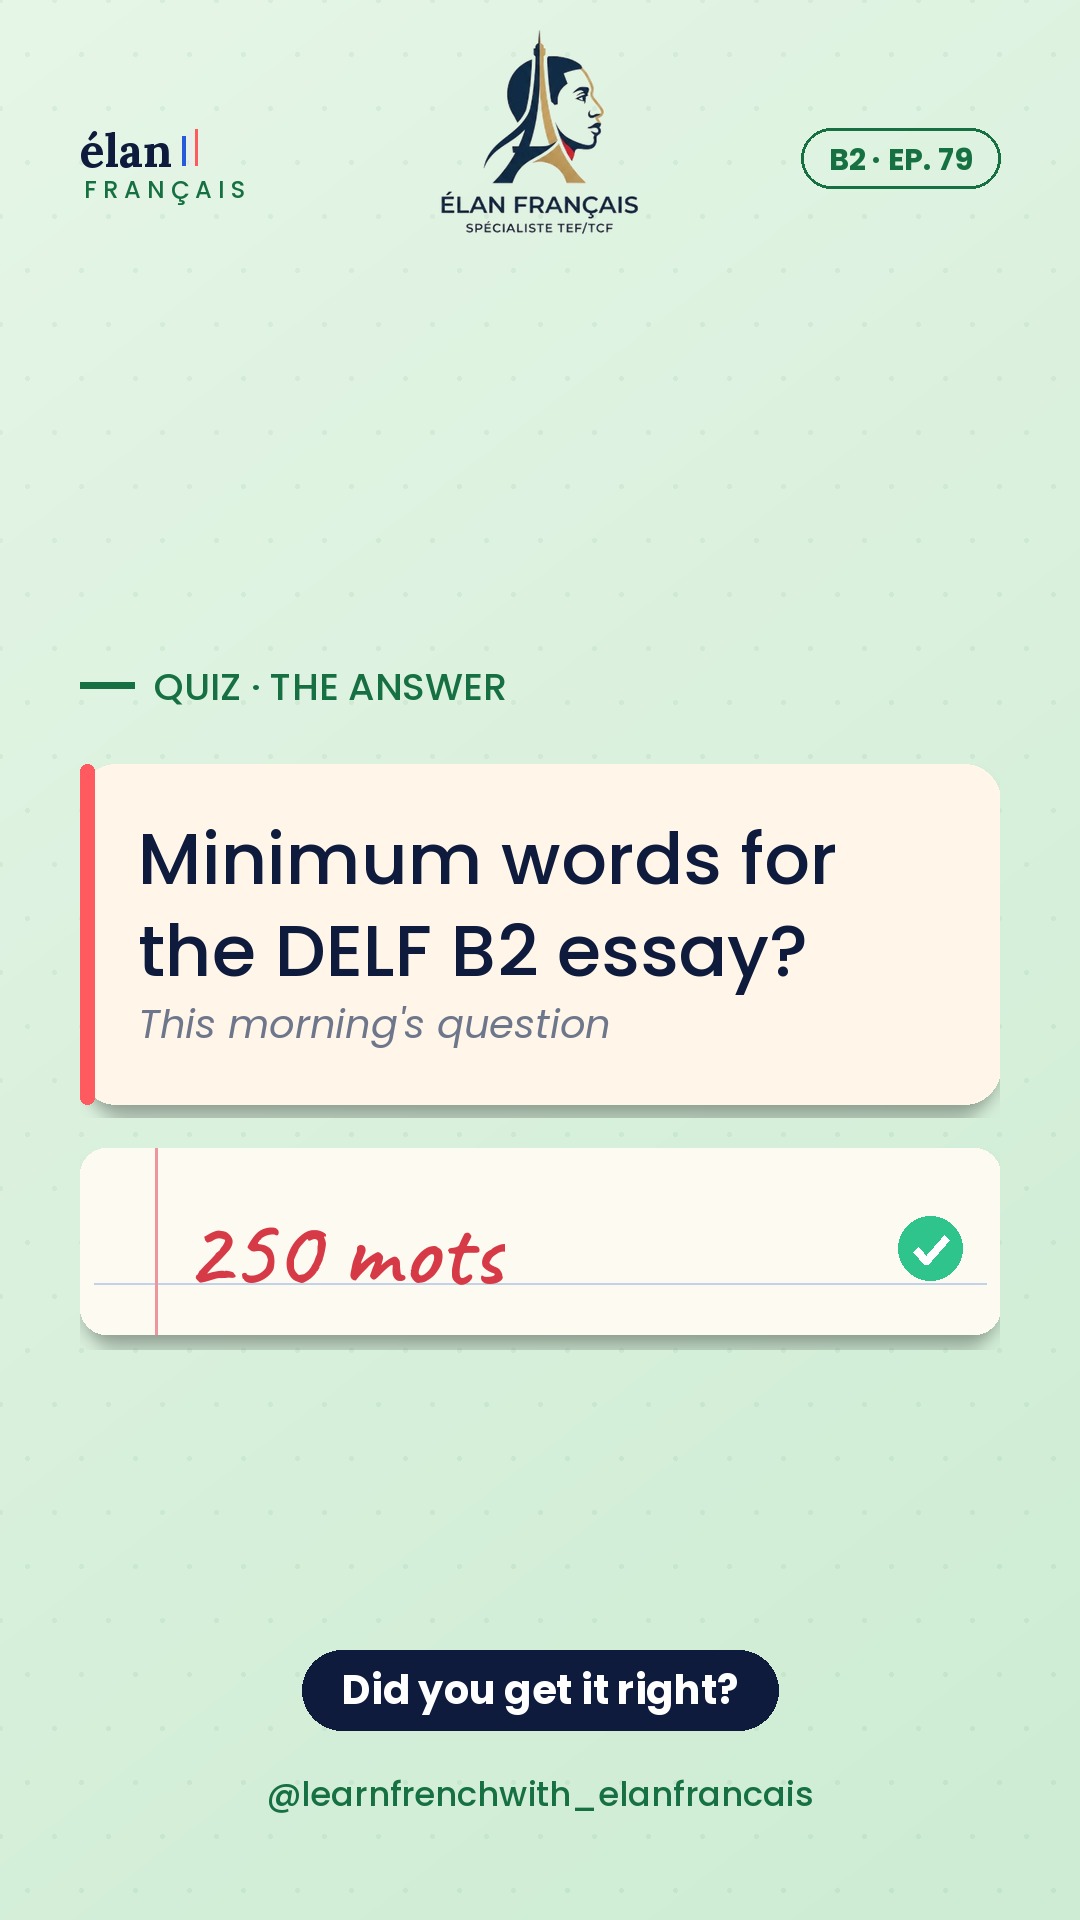 élan
FRANÇAIS
ÉLAN FRANÇAIS
SPÉCIALISTE TEF/TCF
B2 · EP. 79
QUIZ · THE ANSWER
Minimum words for
the DELF B2 essay?
This morning's question
250 mots
Did you get it right?
@learnfrenchwith_elanfrancais